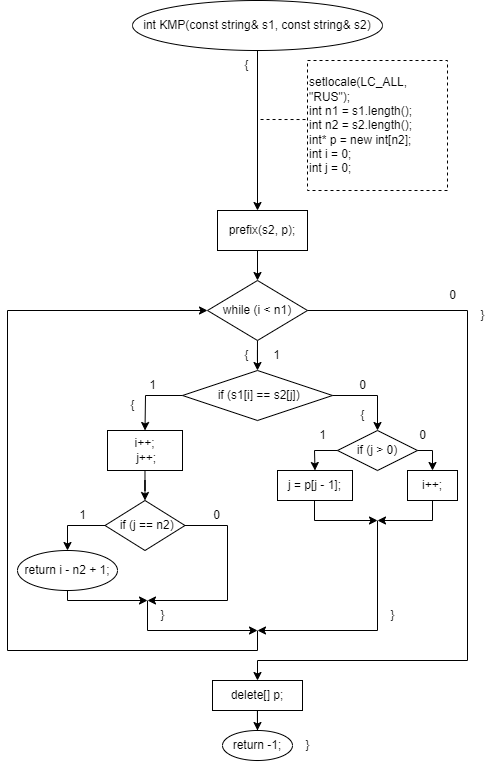 int KMP(const string& s1, const string& s2)
{
setlocale(LC_ALL,
"RUS");
int n1 = s1.length();
int n2 = s2.length();
int* p = new int[n2];
int i = 0;
int j = 0;
prefix(s2, p);
while (i < n1)
0
}
{ 1
if (s1[i] == s2[j])
1
0
{
{
i++;
j++;
if (j > 0)
1
0
j = p[j - 1];
i++;
if (j == n2)
1
0
return i - n2 + 1;
}
}
delete[] p;
return -1;
}